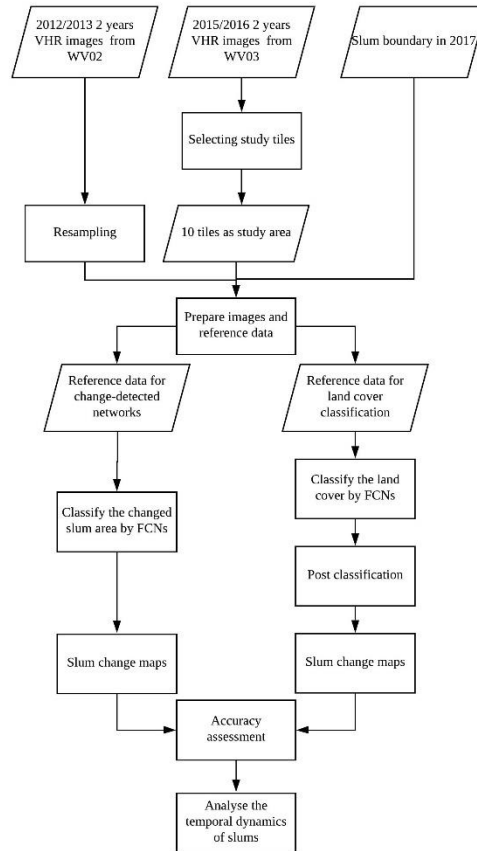 2012/2013 2 years
VHR images from
WV02
2015/2016 2 years
VHR images from
WV03
Slum boundary in 2017
Selecting study tiles
Resampling
10 tiles as study area
Prepare images and
reference data
Reference data for
change-detected
networks
Reference data for
land cover
classification
Classify the changed
slum area by FCNs
Classify the land
cover by FCNs
Post classification
Slum change maps
Slum change maps
Accuracy
assessment
Analyse the
temporal dynamics
of slums